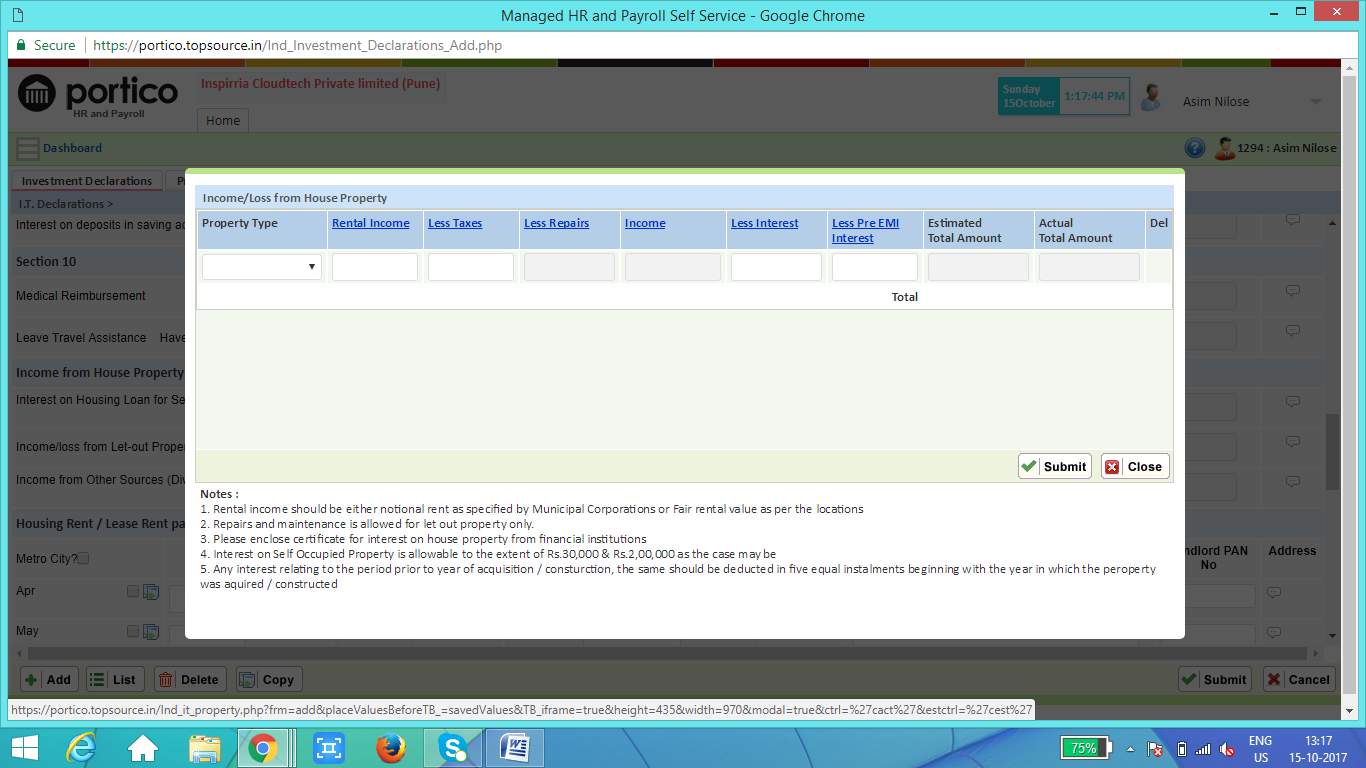 Managed HR and Payroll Self Service - Google Chrome
Secure https://portico.topsource.in/Ind_Investment_Declarations_Add.php
portico
HR and Payroll
Inspirria Cloudtech Private limited (Pune)
Home
Sunday
15October
1:17:44 PM
Asim Nilose
Dashboard
1294 : Asim Nilose
Investment Declarations
I.T. Declarations >
Interest on deposits in saving
Section 10
Medical Reimbursement
Leave Travel Assistance
Income from House Property
Interest on Housing Loan for
Income/loss from Let-out
Income from Other Sources
Housing Rent / Lease Rent
Metro City?
Apr
May
Income/Loss from House Property
Property Type Rental Income Less Taxes Less Repairs Income Less Interest Less Pre EMI Interest Estimated Total Amount Actual Total Amount Del
Total
Submit Close
Notes :
1. Rental income should be either notional rent as specified by Municipal Corporations or Fair rental value as per the locations
2. Repairs and maintenance is allowed for let out property only.
3. Please enclose certificate for interest on house property from financial institutions
4. Interest on Self Occupied Property is allowable to the extent of Rs.30,000 & Rs.2,00,000 as the case may be
5. Any interest relating to the period prior to year of acquisition / consturction, the same should be deducted in five equal instalments beginning with the year in which the peroperty
was aquired / constructed
PAN No
Address
Add List Delete Copy Submit Cancel
https://portico.topsource.in/Ind_it_property.php?frm=add&placeValuesBeforeTB_=savedValues&TB_iframe=true&height=435&width=970&modal=true&ctrl=%27cact%27&estctrl=%27cest%27
75%
ENG
US
13:17
15-10-2017